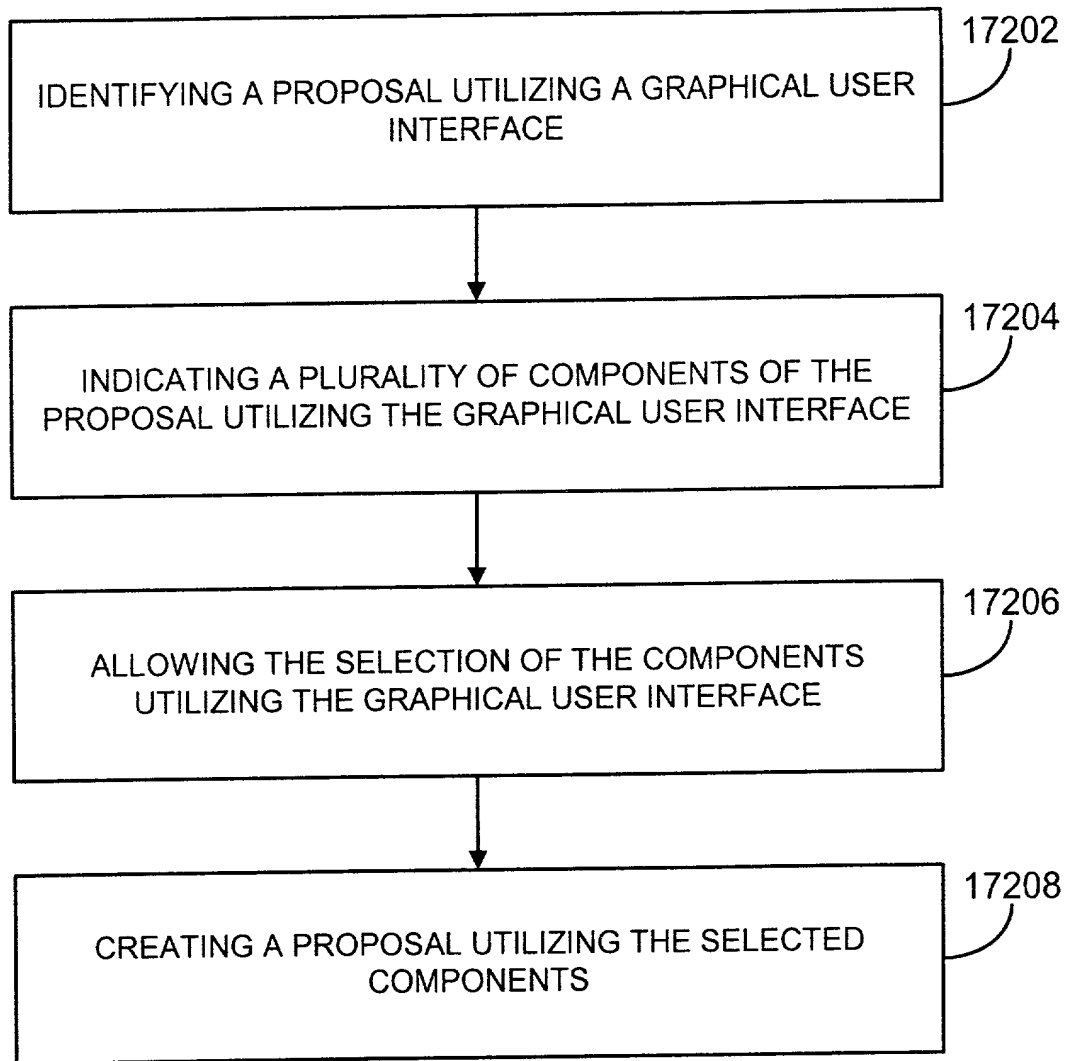 17202
IDENTIFYING A PROPOSAL UTILIZING A GRAPHICAL USER
INTERFACE
17204
INDICATING A PLURALITY OF COMPONENTS OF THE
PROPOSAL UTILIZING THE GRAPHICAL USER INTERFACE
17206
ALLOWING THE SELECTION OF THE COMPONENTS
UTILIZING THE GRAPHICAL USER INTERFACE
17208
CREATING A PROPOSAL UTILIZING THE SELECTED
COMPONENTS